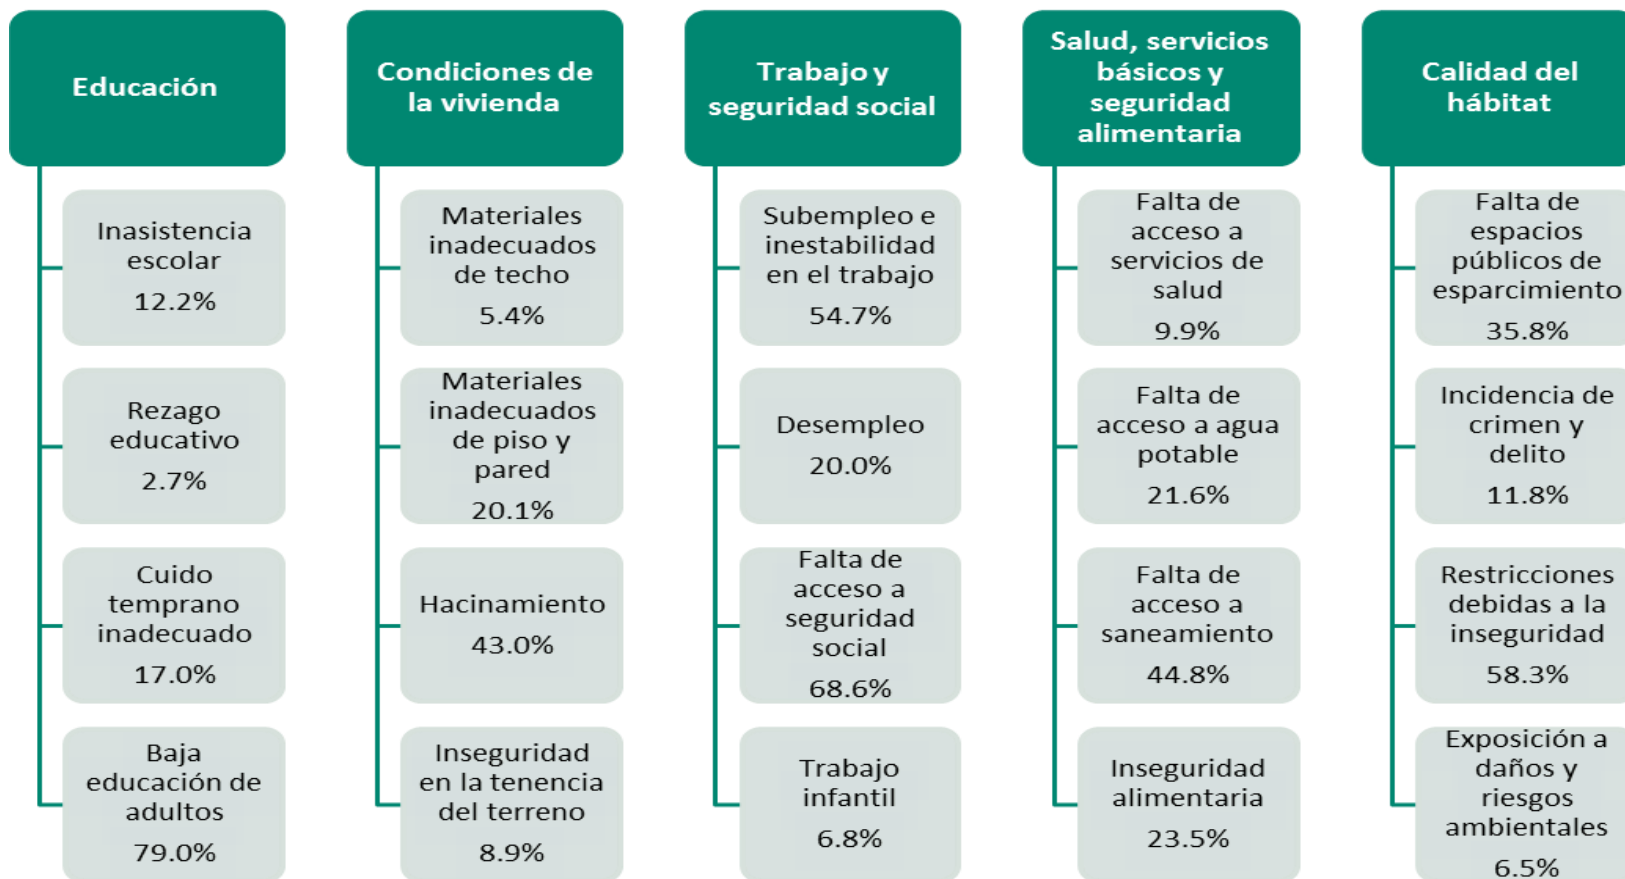 Educación
Inasistencia
escolar
12.2%
Rezago
educativo
2.7%
Cuido
temprano
inadecuado
17.0%
Baja
educación de
adultos
79.0%
Condiciones de
la vivienda
Materiales
inadecuados
de techo
5.4%
Materiales
inadecuados
de piso y
pared
20.1%
Hacinamiento
43.0%
Inseguridad
en la tenencia
del terreno
8.9%
Trabajo y
seguridad social
Subempleo e
inestabilidad
en el trabajo
54.7%
Desempleo
20.0%
Falta de
acceso a
seguridad
social
68.6%
Trabajo
infantil
6.8%
Salud, servicios
básicos y
seguridad
alimentaria
Falta de
acceso a
servicios de
salud
9.9%
Falta de
acceso a agua
potable
21.6%
Falta de
acceso a
saneamiento
44.8%
Inseguridad
alimentaria
23.5%
Calidad del
hábitat
Falta de
espacios
públicos de
esparcimiento
35.8%
Incidencia de
crimen y
delito
11.8%
Restricciones
debidas a la
inseguridad
58.3%
Exposición a
daños y
riesgos
ambientales
6.5%